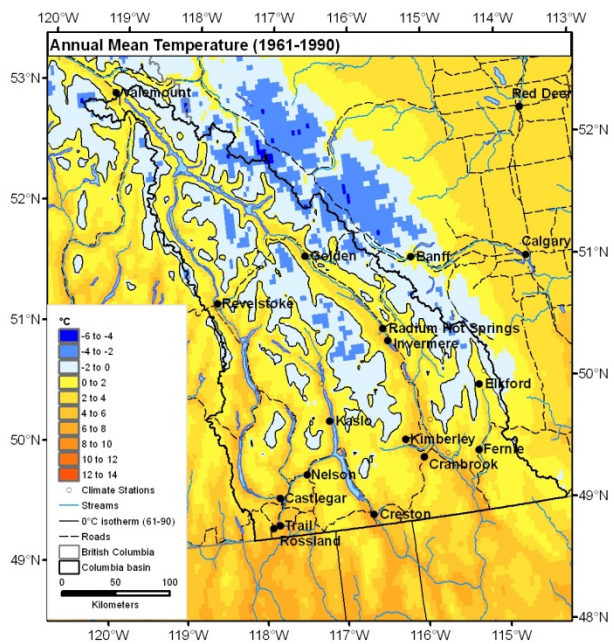 120°W 119°W 118°W 117°W 116°W 115°W 114°W 113°W
Annual Mean Temperature (1961-1990)
53°N
Valemount
Red Deer
52°N
52°N
Golden
Banff
Calgary
51°N
51°N
Revelstoke
Radium Hot Springs
Invermere
Elkford
50°N
50°N
Kaslo
Kimberley
Fernie
Cranbrook
Nelson
Castlegar
Creston
Trail
Rossland
49°N
49°N
48°N
°C
-6 to -4
-4 to -2
-2 to 0
0 to 2
2 to 4
4 to 6
6 to 8
8 to 10
10 to 12
12 to 14
Climate Stations
Streams
0°C isotherm (61-90)
Roads
British Columbia
Columbia basin
0 50 100
Kilometers
120°W 119°W 118°W 117°W 116°W 115°W 114°W